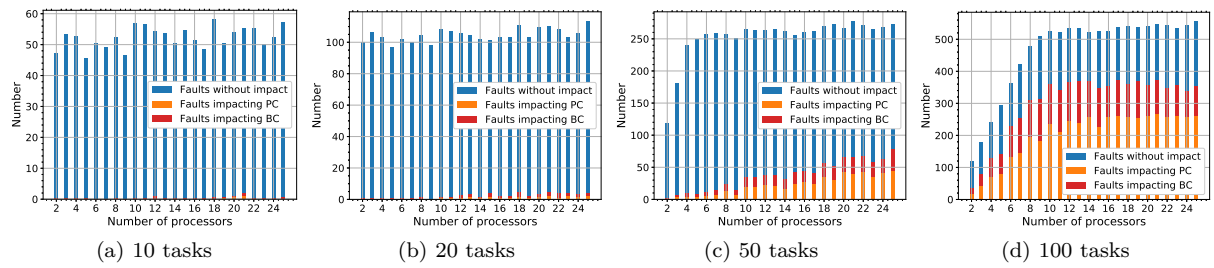 60
50
40
30
20
10
0
Number
Faults without impact
Faults impacting PC
Faults impacting BC
2 4 6 8 10 12 14 16 18 20 22 24
Number of processors
(a) 10 tasks
120
100
80
60
40
20
0
Number
Faults without impact
Faults impacting PC
Faults impacting BC
2 4 6 8 10 12 14 16 18 20 22 24
Number of processors
(b) 20 tasks
300
250
200
150
100
50
0
Number
Faults without impact
Faults impacting PC
Faults impacting BC
2 4 6 8 10 12 14 16 18 20 22 24
Number of processors
(c) 50 tasks
500
400
300
200
100
0
Number
Faults without impact
Faults impacting PC
Faults impacting BC
2 4 6 8 10 12 14 16 18 20 22 24
Number of processors
(d) 100 tasks